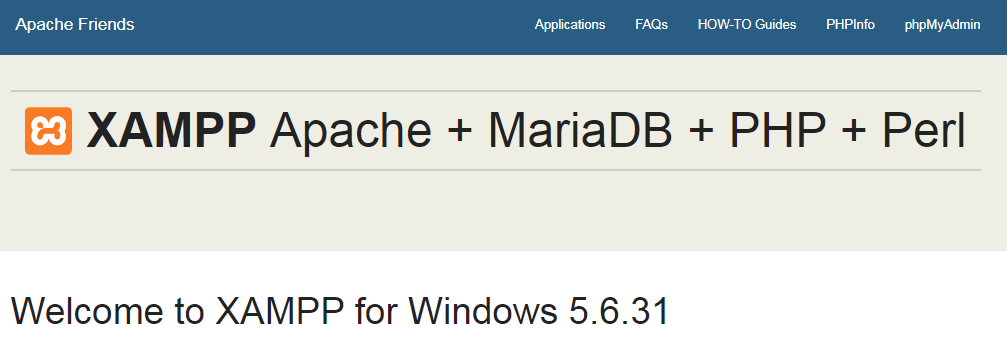 Apache Friends Applications FAQs HOW-TO Guides PHPInfo phpMyAdmin
XAMPP Apache + MariaDB + PHP + Perl
Welcome to XAMPP for Windows 5.6.31